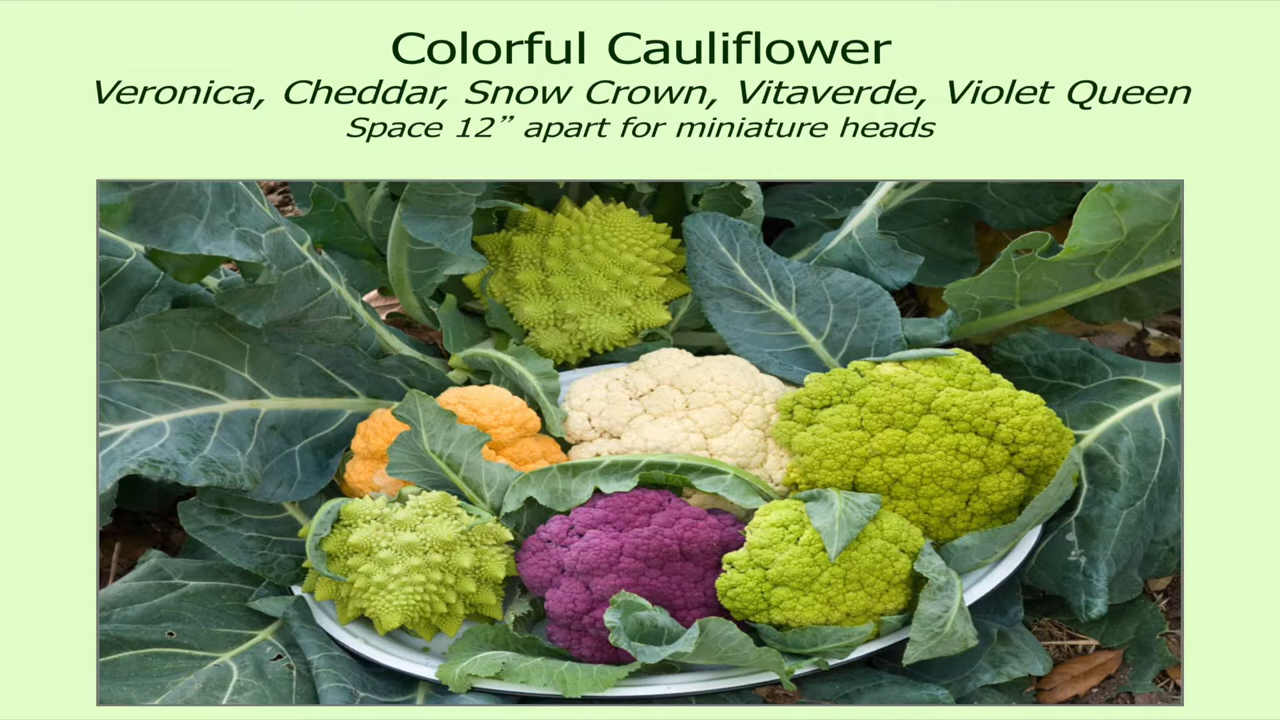 Colorful Cauliflower
Veronica, Cheddar, Snow Crown, Vitaverde, Violet Queen
Space 12” apart for miniature heads